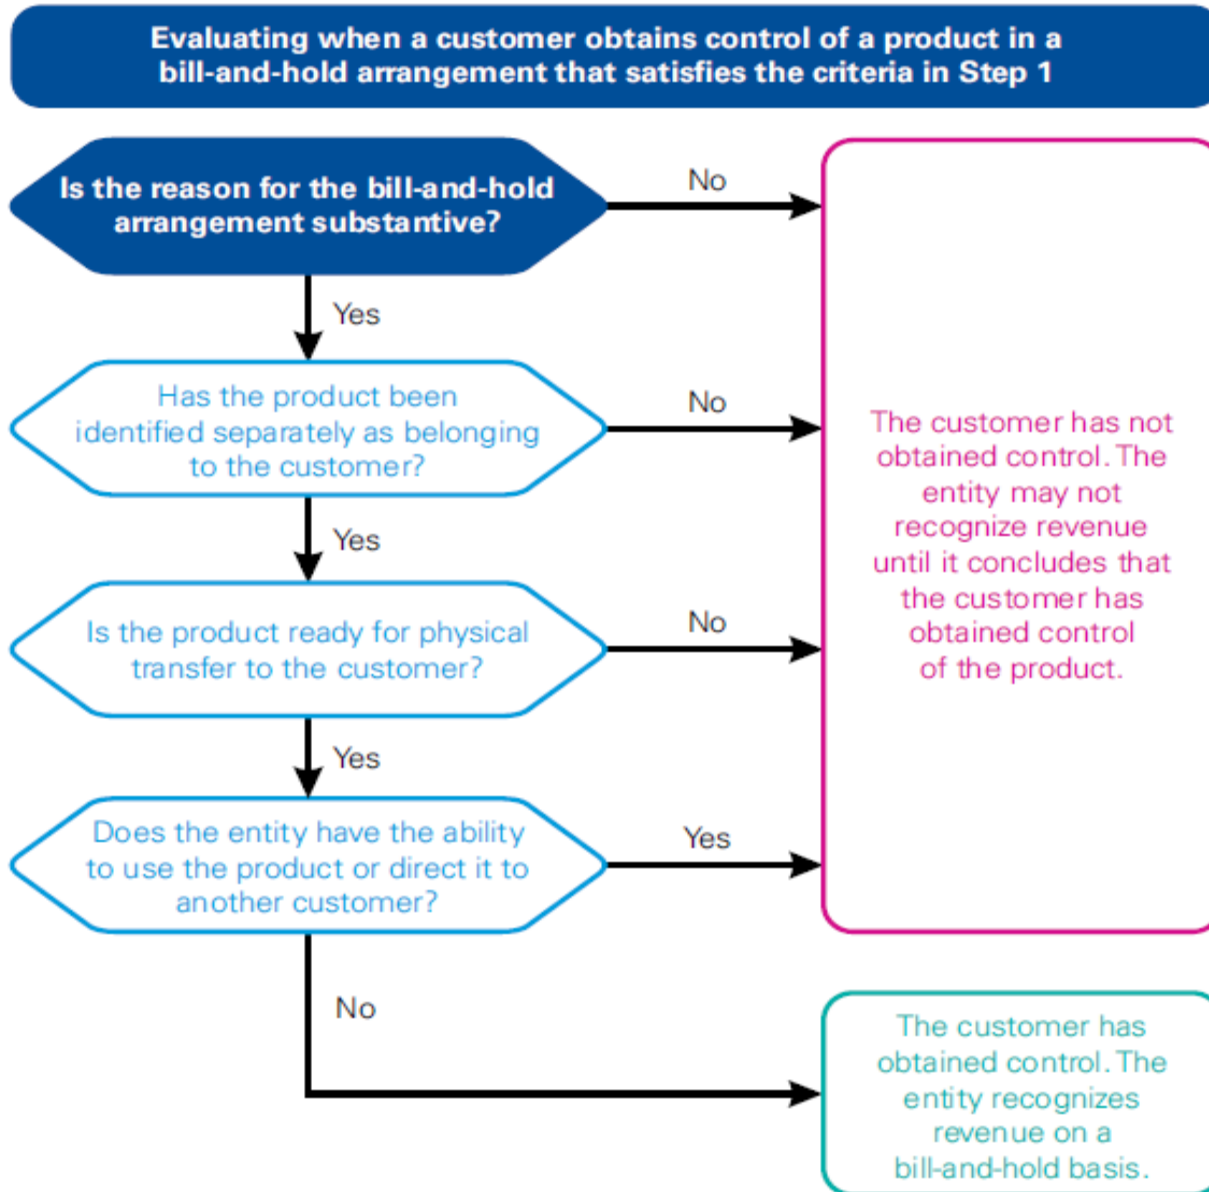 Evaluating when a customer obtains control of a product in a
bill-and-hold arrangement that satisfies the criteria in Step 1
Is the reason for the bill-and-hold
arrangement substantive?
No
Yes
Has the product been
identified separately as belonging
to the customer?
No
Yes
Is the product ready for physical
transfer to the customer?
No
Yes
Does the entity have the ability
to use the product or direct it to
another customer?
Yes
No
The customer has not
obtained control. The
entity may not
recognize revenue
until it concludes that
the customer has
obtained control
of the product.
The customer has
obtained control. The
entity recognizes
revenue on a
bill-and-hold basis.